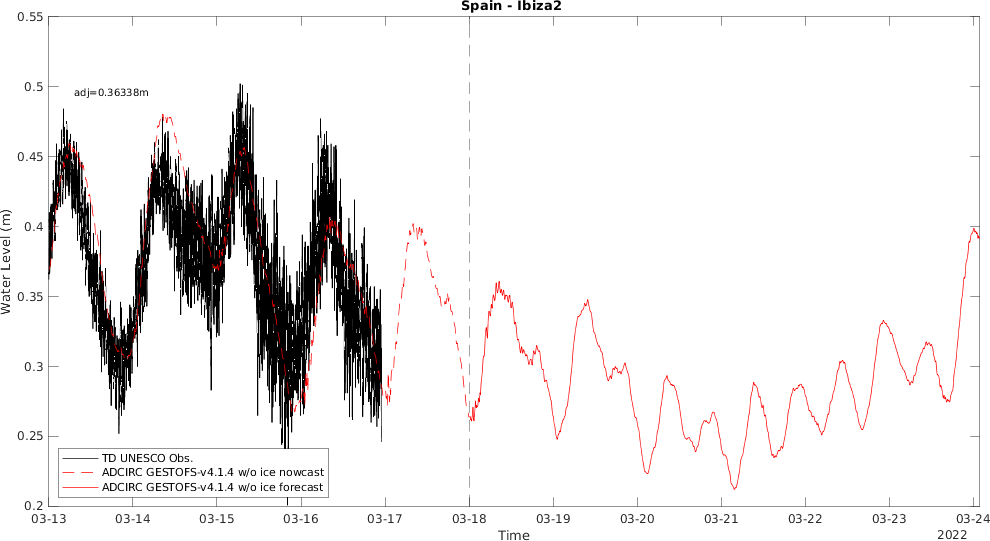 Spain - Ibiza2
0.55
0.5
0.45
0.4
0.35
0.3
0.25
0.2
Water Level (m)
adj=0.36338m
TD UNESCO Obs.
ADCIRC GESTOFS-v4.1.4 w/o ice nowcast
ADCIRC GESTOFS-v4.1.4 w/o ice forecast
03-13 03-14 03-15 03-16 03-17 03-18 03-19 03-20 03-21 03-22 03-23 03-24
Time
2022